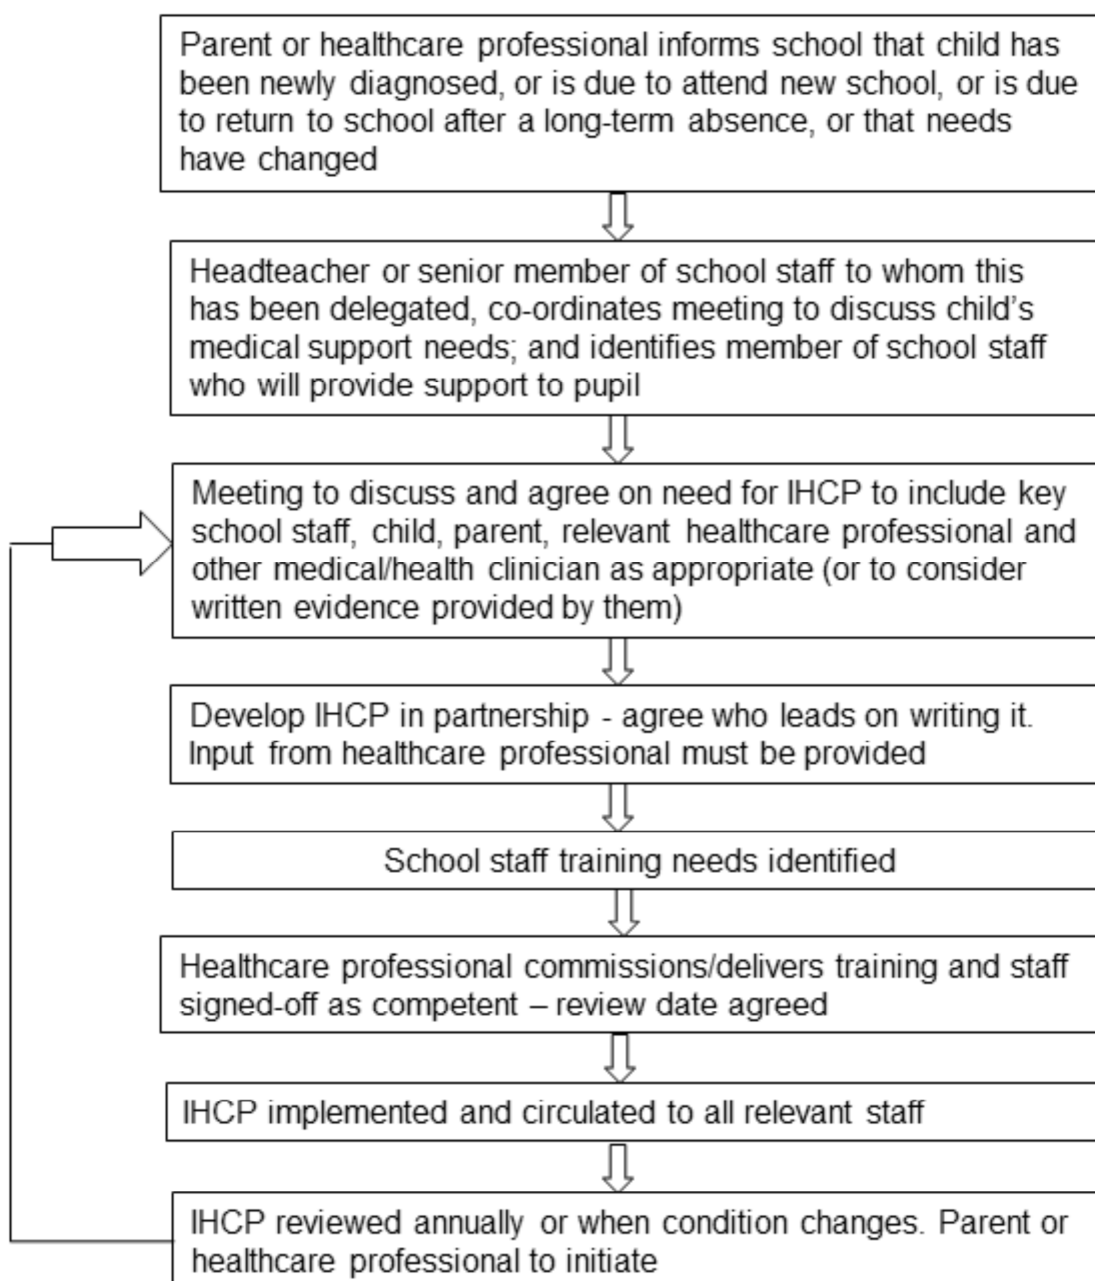 Parent or healthcare professional informs school that child has
been newly diagnosed, or is due to attend new school, or is due
to return to school after a long-term absence, or that needs
have changed
Headteacher or senior member of school staff to whom this
has been delegated, co-ordinates meeting to discuss child's
medical support needs; and identifies member of school staff
who will provide support to pupil
Meeting to discuss and agree on need for IHCP to include key
school staff, child, parent, relevant healthcare professional and
other medical/health clinician as appropriate (or to consider
written evidence provided by them)
Develop IHCP in partnership - agree who leads on writing it.
Input from healthcare professional must be provided
School staff training needs identified
Healthcare professional commissions/delivers training and staff
signed-off as competent – review date agreed
IHCP implemented and circulated to all relevant staff
IHCP reviewed annually or when condition changes. Parent or
healthcare professional to initiate